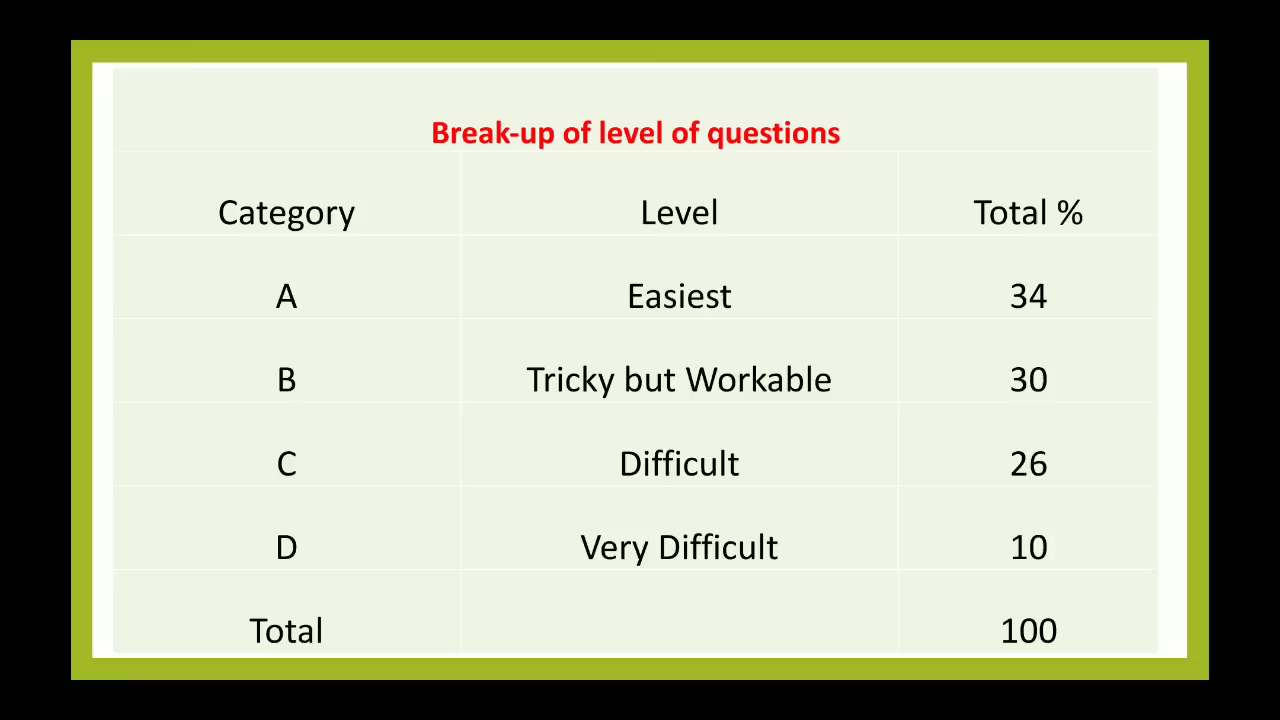 Break-up of level of questions
Category Level Total %
A Easiest 34
B Tricky but Workable 30
C Difficult 26
D Very Difficult 10
Total 100